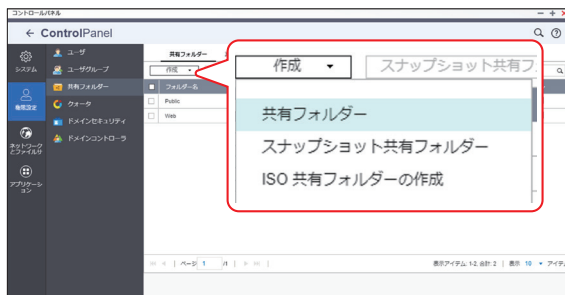 コントロールパネル
ControlPanel
システム
権限設定
ネットワーク
とファイルサ
アプリケーシ
ョン
ユーザ
ユーザグループ
共有フォルダー
クォータ
ドメインセキュリティ
ドメインコントローラ
共有フォルダー
作成
フォルダー名
Public
Web
作成
スナップショット共有フ
共有フォルダー
スナップショット共有フォルダー
ISO 共有フォルダーの作成
ページ 1 /1
表示アイテム: 1-2, 合計: 2 | 表示 10 アイテ